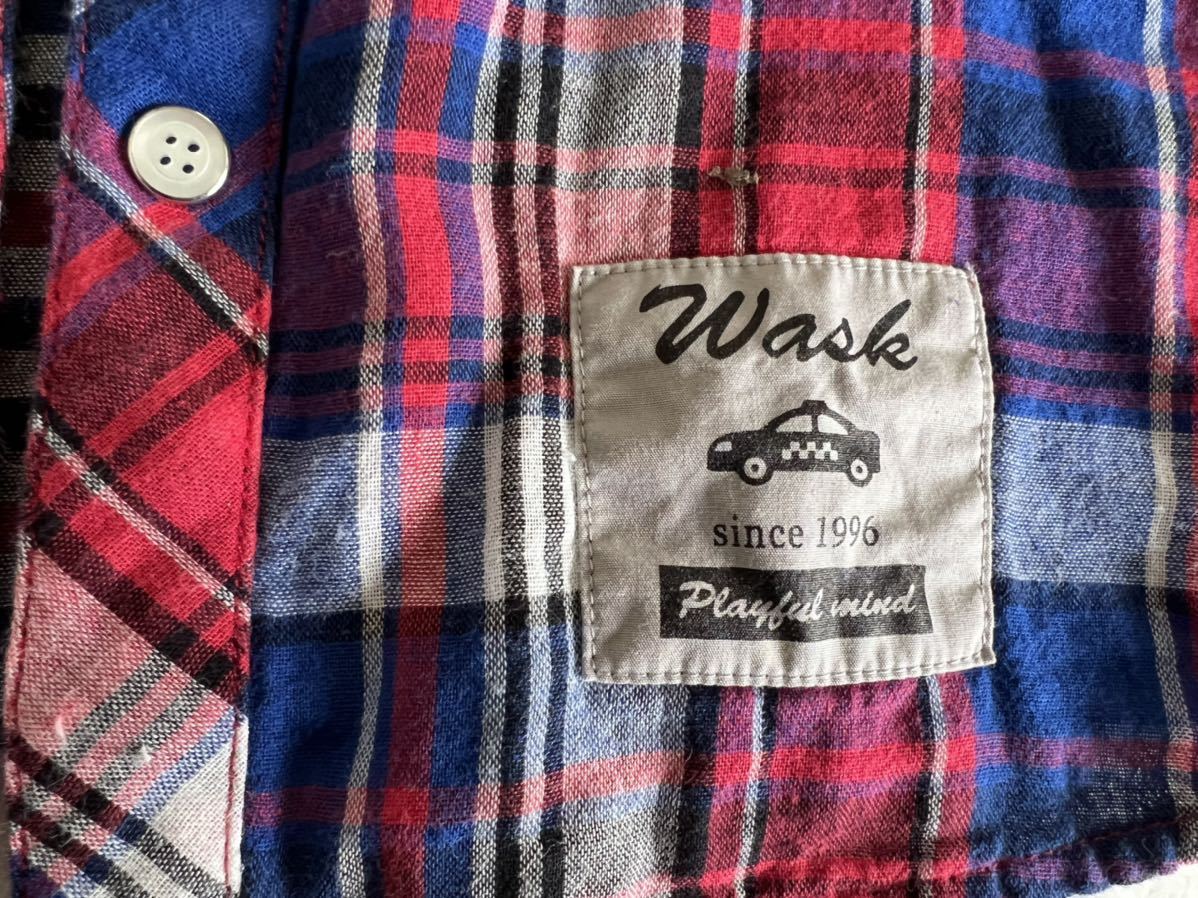 Wask
since 1996
Playful mind